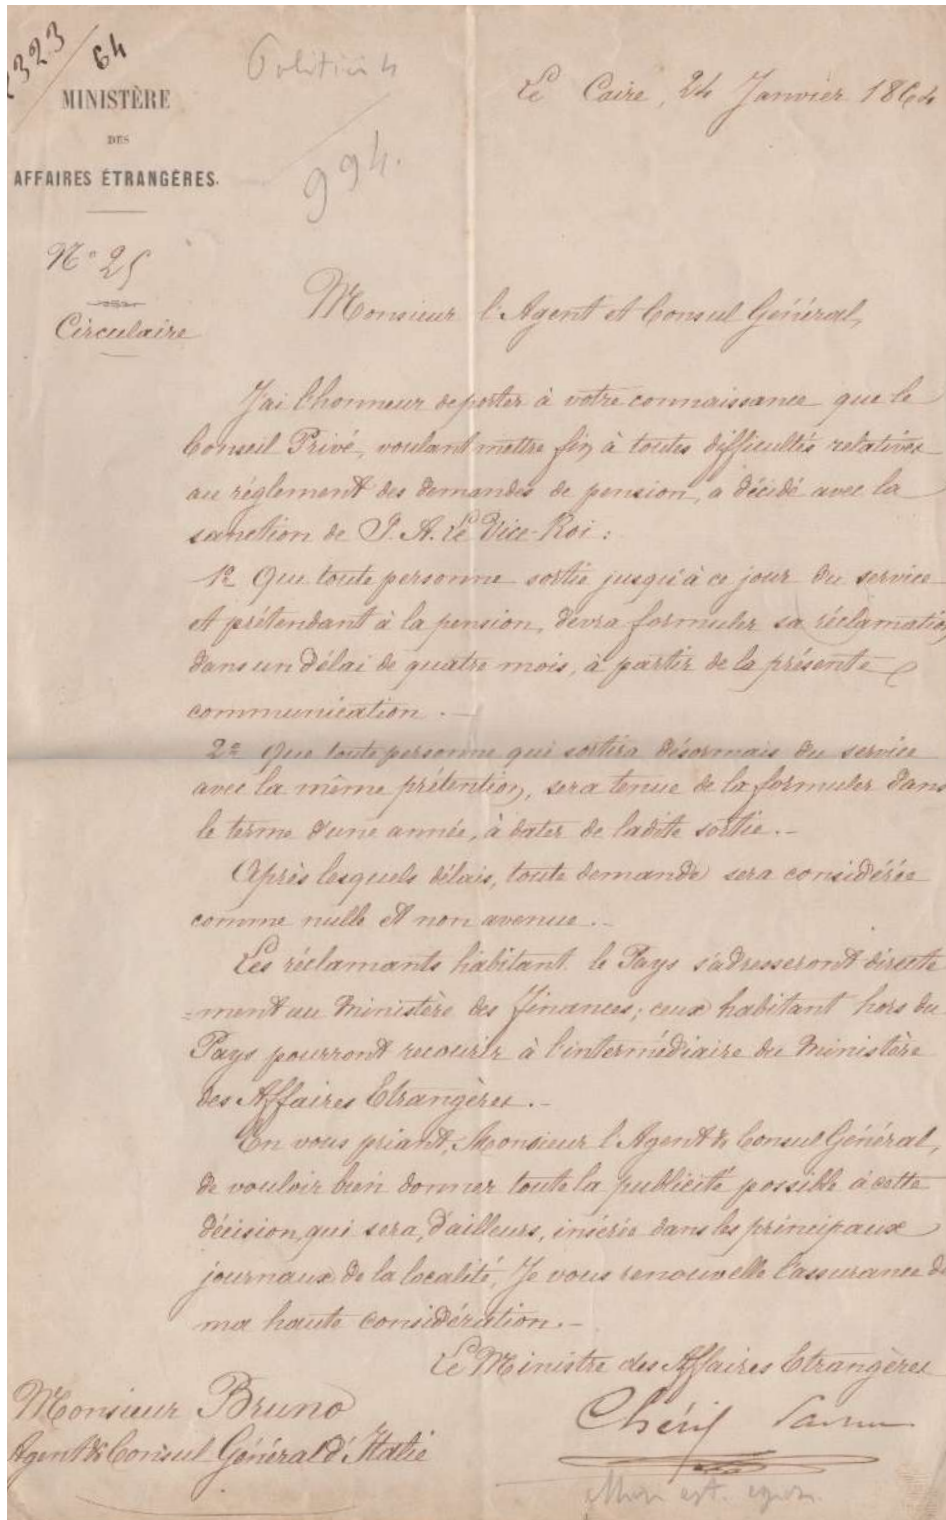 323/64
MINISTÈRE
DES
AFFAIRES ÉTRANGÈRES.
994.
Le Caire, 24 Janvier 1864
N° 25
Circulaire
Monsieur l'Agent et Consul Général,
J'ai l'honneur de porter à votre connaissance que le
Conseil Privé, voulant mettre fin à toutes difficultés relatives
au réglement des demandes de pension, a décidé avec la
sanction de S. A. Le Vice-Roi :
1° Que toute personne sortie jusqu'à ce jour du service
et prétendant à la pension, devra formuler sa réclamation
dans un délai de quatre mois, à partir de la présente
communication . —
2° Que toute personne qui sortira désormais du service
avec la même prétention, sera tenue de la formuler dans
le terme d'une année, à dater de ladite sortie. -
Après lesquels délais, toute demande sera considérée
comme nulle et non avenue. -
Les réclamants habitant le Pays s'adresseront directe
=ment au Ministère des Finances; ceux habitant hors du
Pays pourront recourir à l'intermédiaire du Ministère
des Affaires Etrangères. -
En vous priant, Monsieur l'Agent & Consul Général,
de vouloir bien donner toute la publicité possible à cette
décision, qui sera, d'ailleurs, insérée dans les principaux
journaux de la localité, Je vous renouvelle l'assurance de
ma haute considération. -
Le Ministre des Affaires Etrangères
Chérif
Monsieur Bruno
Agent & Consul Général d'Italie